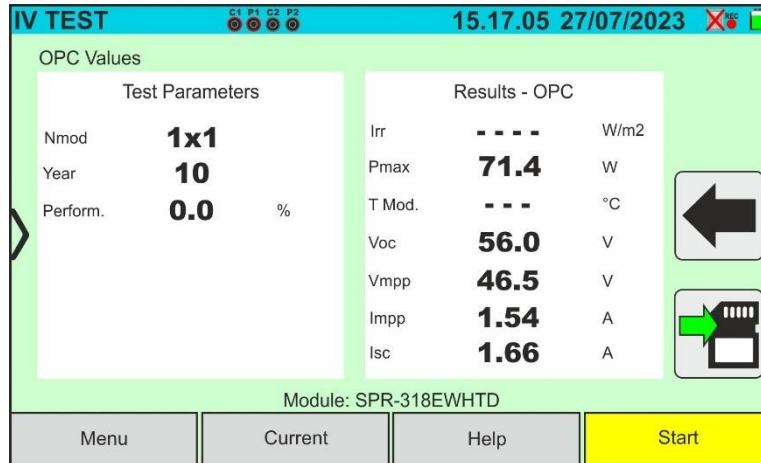 IV TEST C1 P1 C2 P2 15.17.05 27/07/2023 REC
OPC Values
Test Parameters
Nmod 1x1
Year 10
Perform. 0.0 %
Results - OPC
Irr - - - - W/m2
Pmax 71.4 W
T Mod. - - - °C
Voc 56.0 V
Vmpp 46.5 V
Impp 1.54 A
Isc 1.66 A
Module: SPR-318EWHTD
Menu Current Help Start